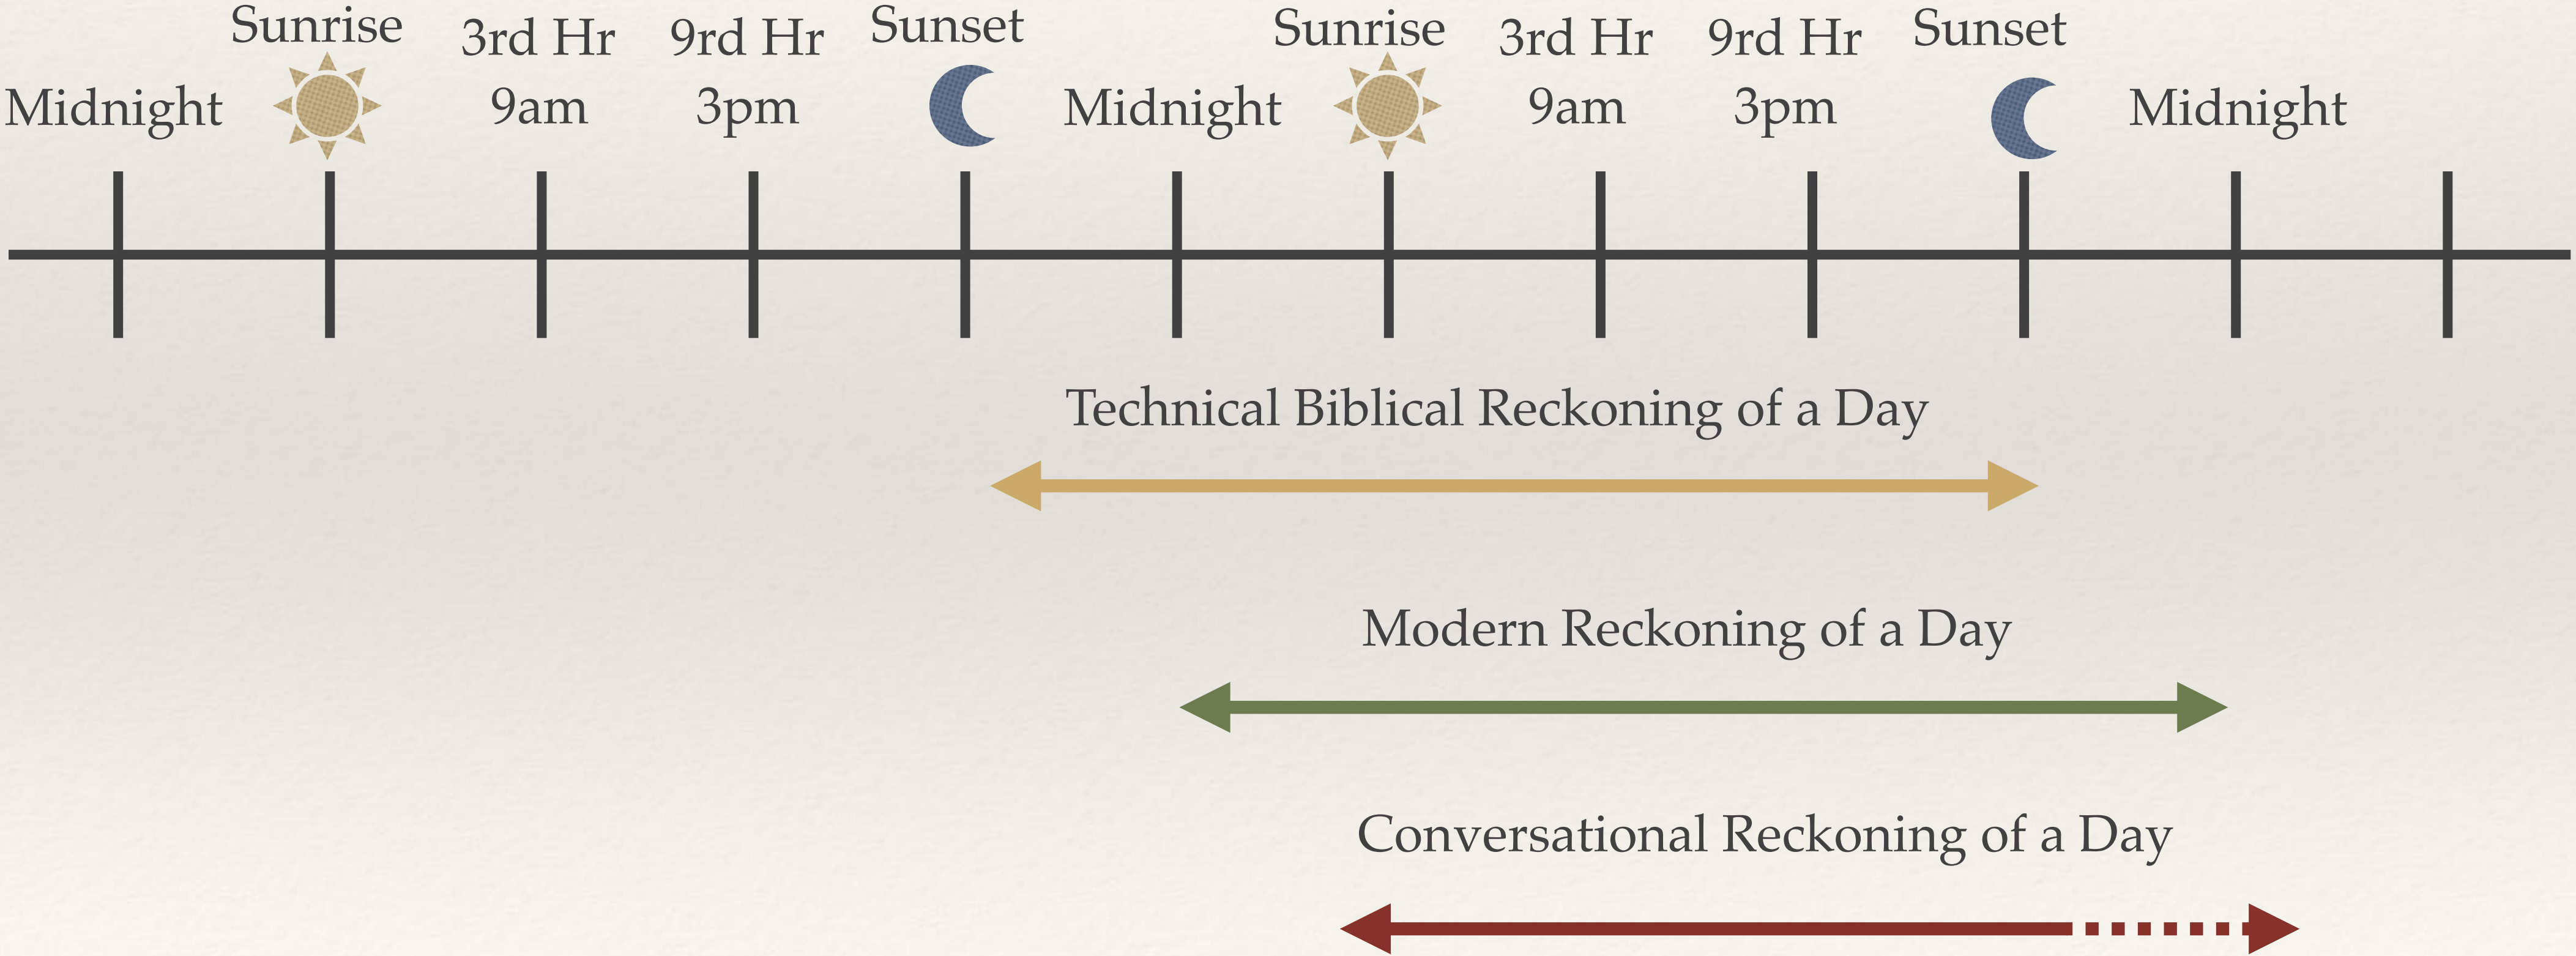 Midnight
Sunrise
3rd Hr
9am
9rd Hr
3pm
Sunset
Midnight
Sunrise
3rd Hr
9am
9rd Hr
3pm
Sunset
Midnight
Technical Biblical Reckoning of a Day
Modern Reckoning of a Day
Conversational Reckoning of a Day